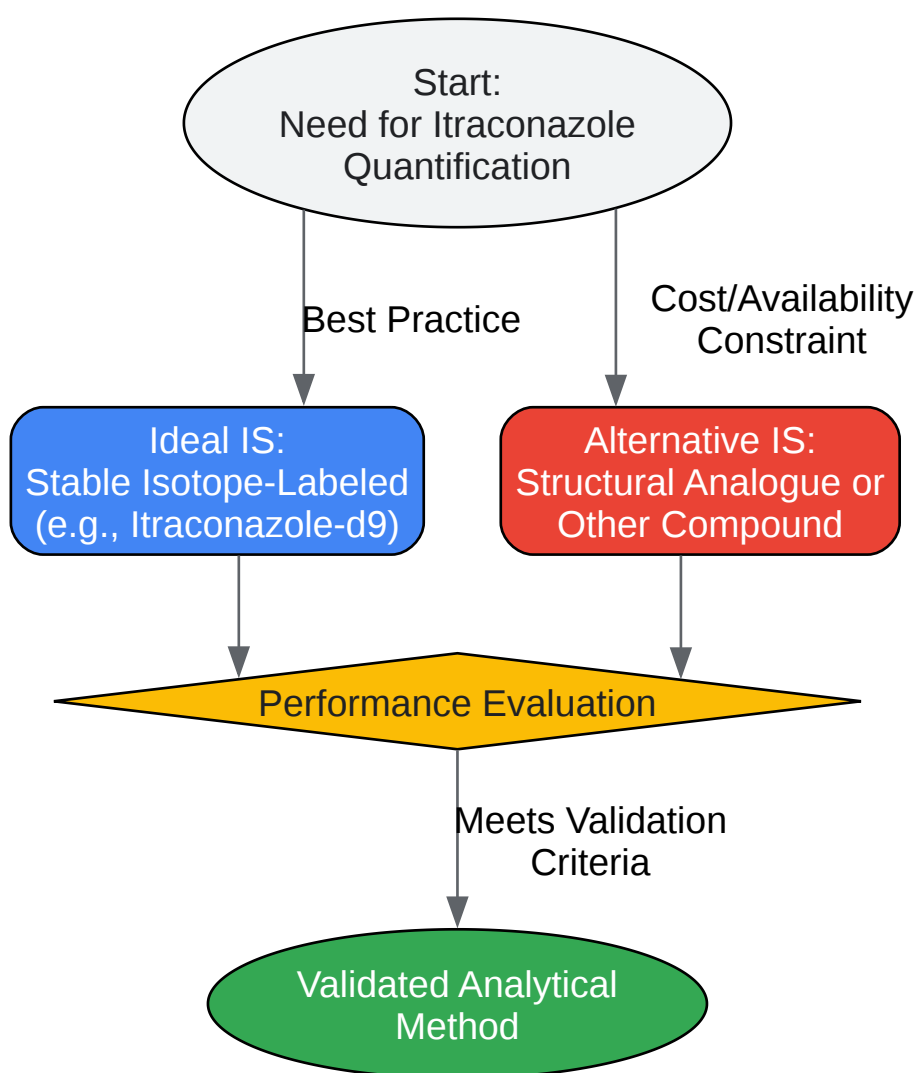 Start:
Need for Itraconazole
Quantification
Best Practice
Cost/Availability
Constraint
Ideal IS:
Stable Isotope-Labeled
(e.g., Itraconazole-d9)
Alternative IS:
Structural Analogue or
Other Compound
Performance Evaluation
Meets Validation
Criteria
Validated Analytical
Method